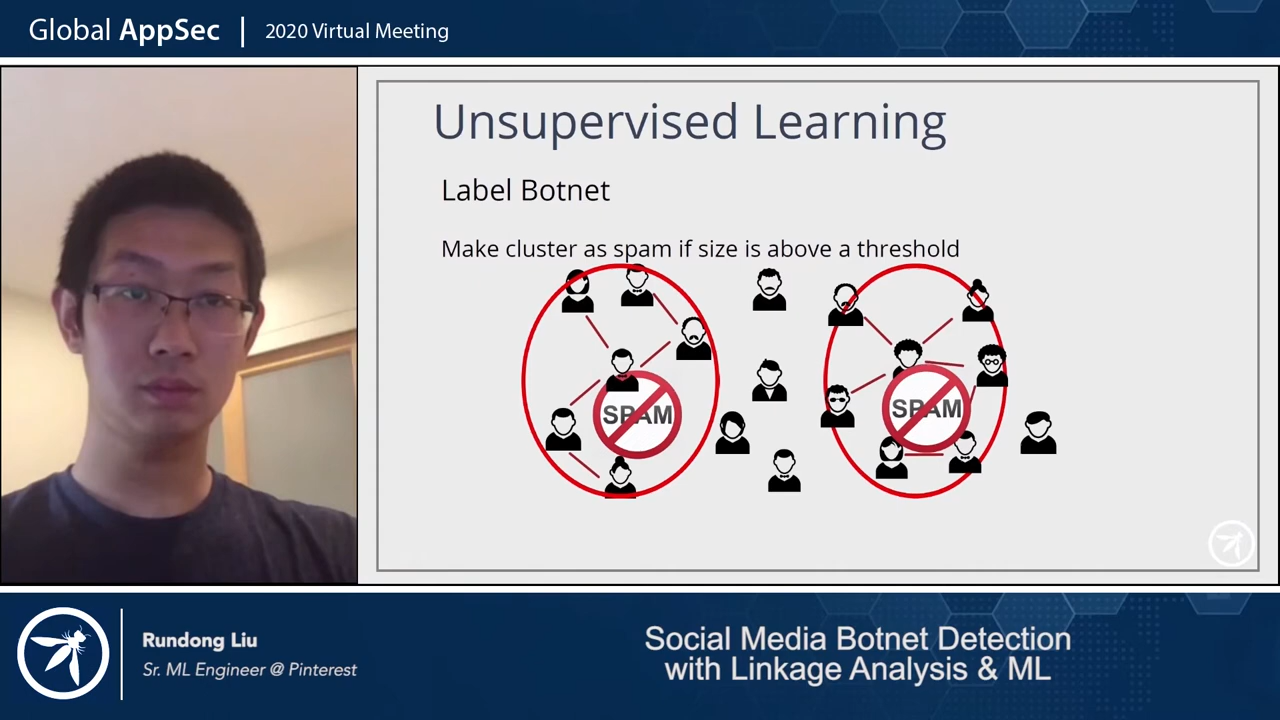 Global AppSec | 2020 Virtual Meeting
Unsupervised Learning
Label Botnet
Make cluster as spam if size is above a threshold
SPAM
SPAM
Rundong Liu
Sr. ML Engineer @ Pinterest
Social Media Botnet Detection
with Linkage Analysis & ML